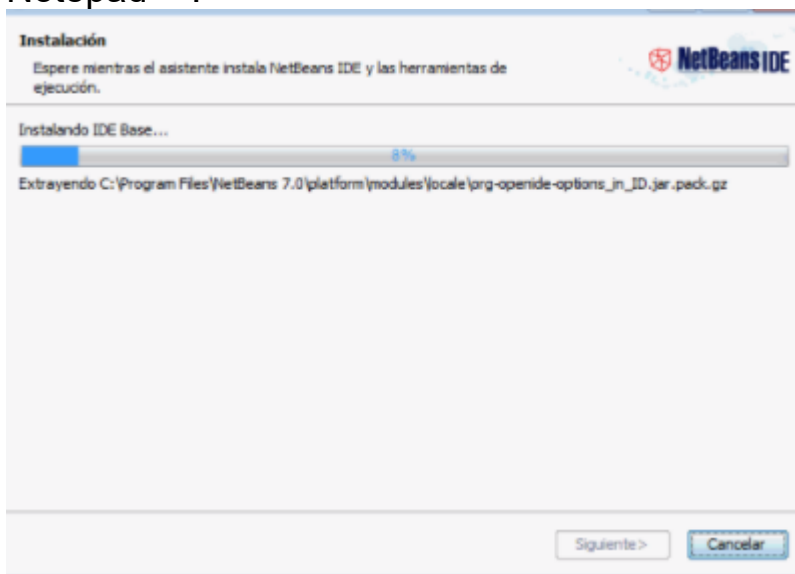 Instalación
NetBeans IDE
Espere mientras el asistente instala NetBeans IDE y las herramientas de
ejecución.
Instalando IDE Base...
8%
Extrayendo C:\Program Files\NetBeans 7.0\platform\modules\locale\org-openide-options_in_ID.jar.pack.gz
Siguiente >
Cancelar